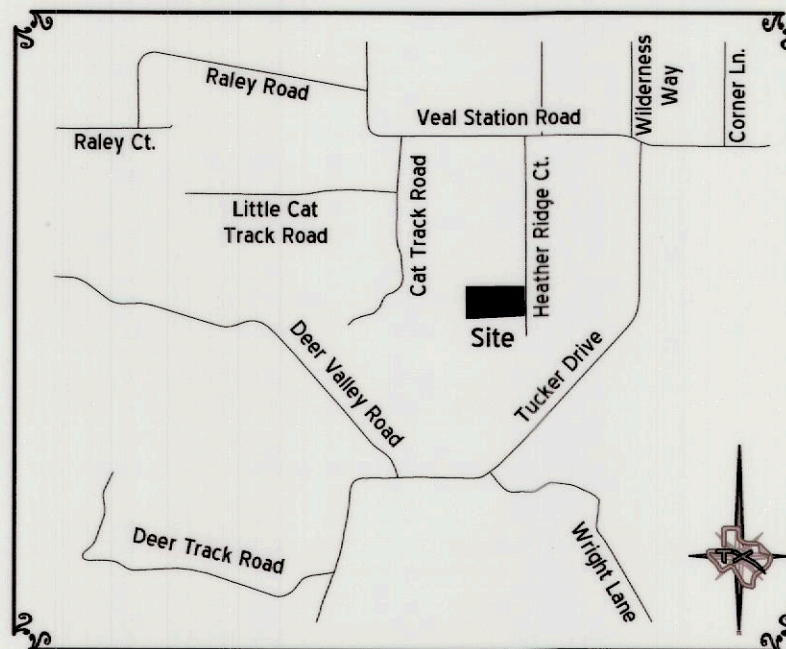 Raley Road
Veal Station Road
Wilderness
Way
Corner Ln.
Raley Ct.
Little Cat
Track Road
Cat Track Road
Heather Ridge Ct.
Site
Deer Valley Road
Tucker Drive
Deer Track Road
Wright Lane
TX